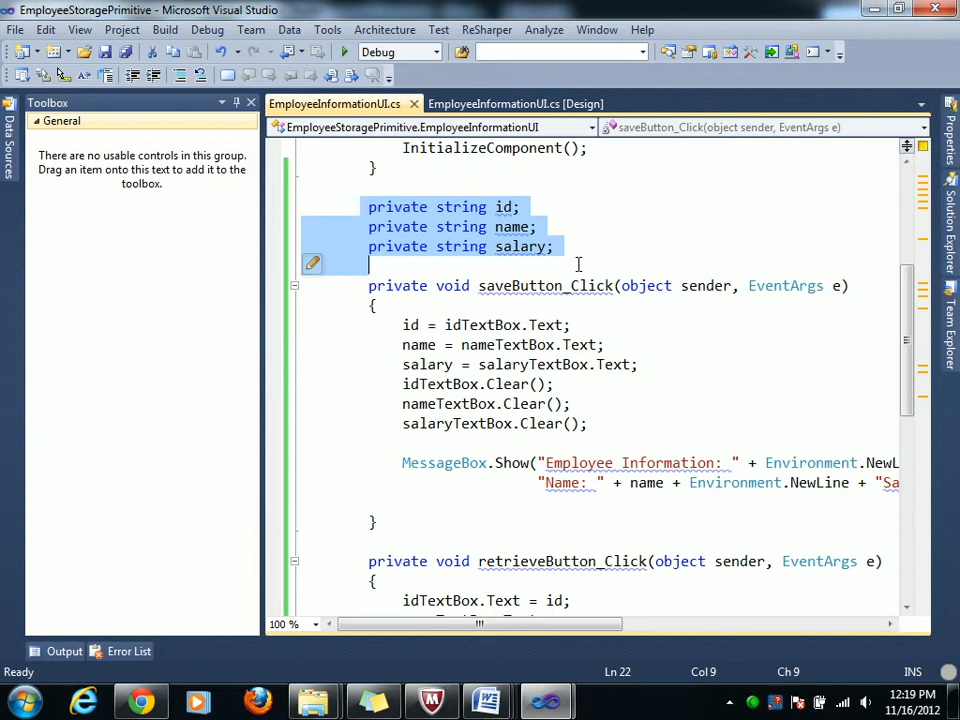 EmployeeStoragePrimitive - Microsoft Visual Studio
File Edit View Project Build Debug Team Data Tools Architecture Test ReSharper Analyze Window Help
Debug
Toolbox
General
There are no usable controls in this group. Drag an item onto this text to add it to the toolbox.
Data Sources
EmployeeInformationUI.cs
EmployeeInformationUI.cs [Design]
EmployeeStoragePrimitive.EmployeeInformationUI
saveButton_Click(object sender, EventArgs e)
InitializeComponent();
}
private string id;
private string name;
private string salary;
private void saveButton_Click(object sender, EventArgs e)
{
id = idTextBox.Text;
name = nameTextBox.Text;
salary = salaryTextBox.Text;
idTextBox.Clear();
nameTextBox.Clear();
salaryTextBox.Clear();
MessageBox.Show("Employee Information: " + Environment.NewL
"Name: " + name + Environment.NewLine + "Sa
}
private void retrieveButton_Click(object sender, EventArgs e)
{
idTextBox.Text = id;
100 %
Properties
Solution Explorer
Team Explorer
Output
Error List
Ready
Ln 22
Col 9
Ch 9
INS
12:19 PM
11/16/2012